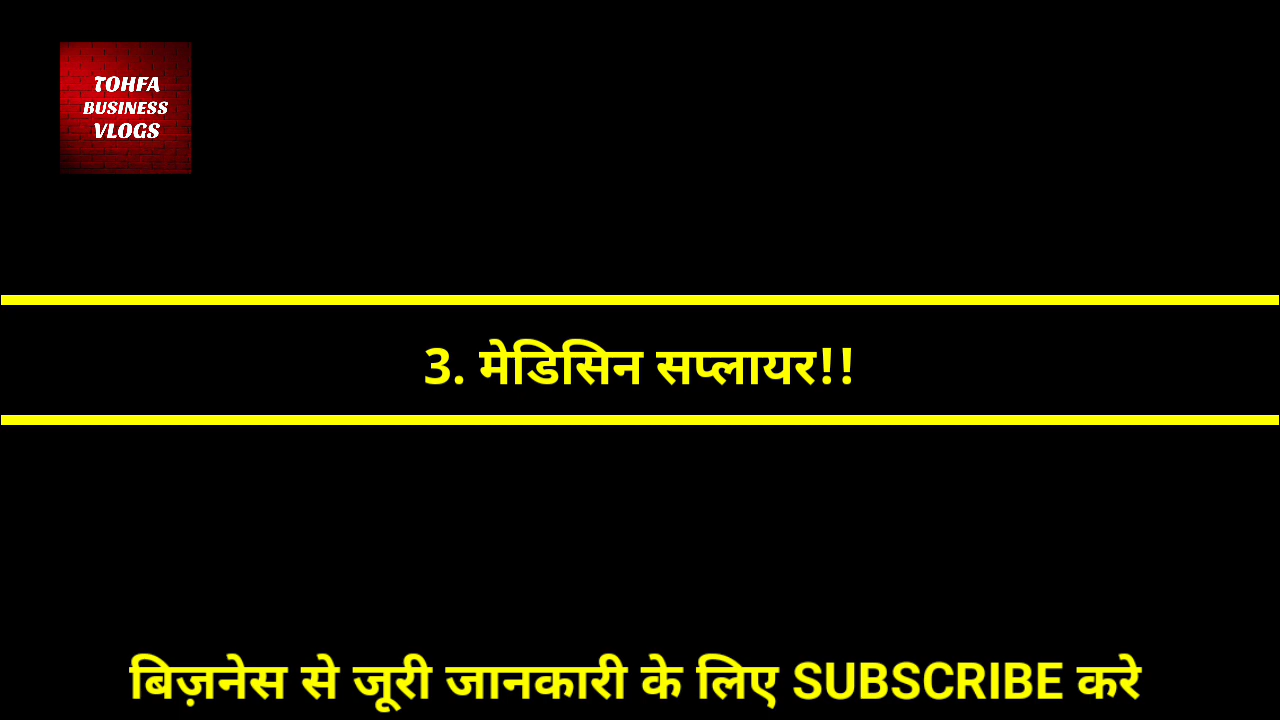 TOHFA
BUSINESS
VLOGS
3. मेडिसिन सप्लायर!!
बिज़नेस से जूरी जानकारी के लिए SUBSCRIBE करे